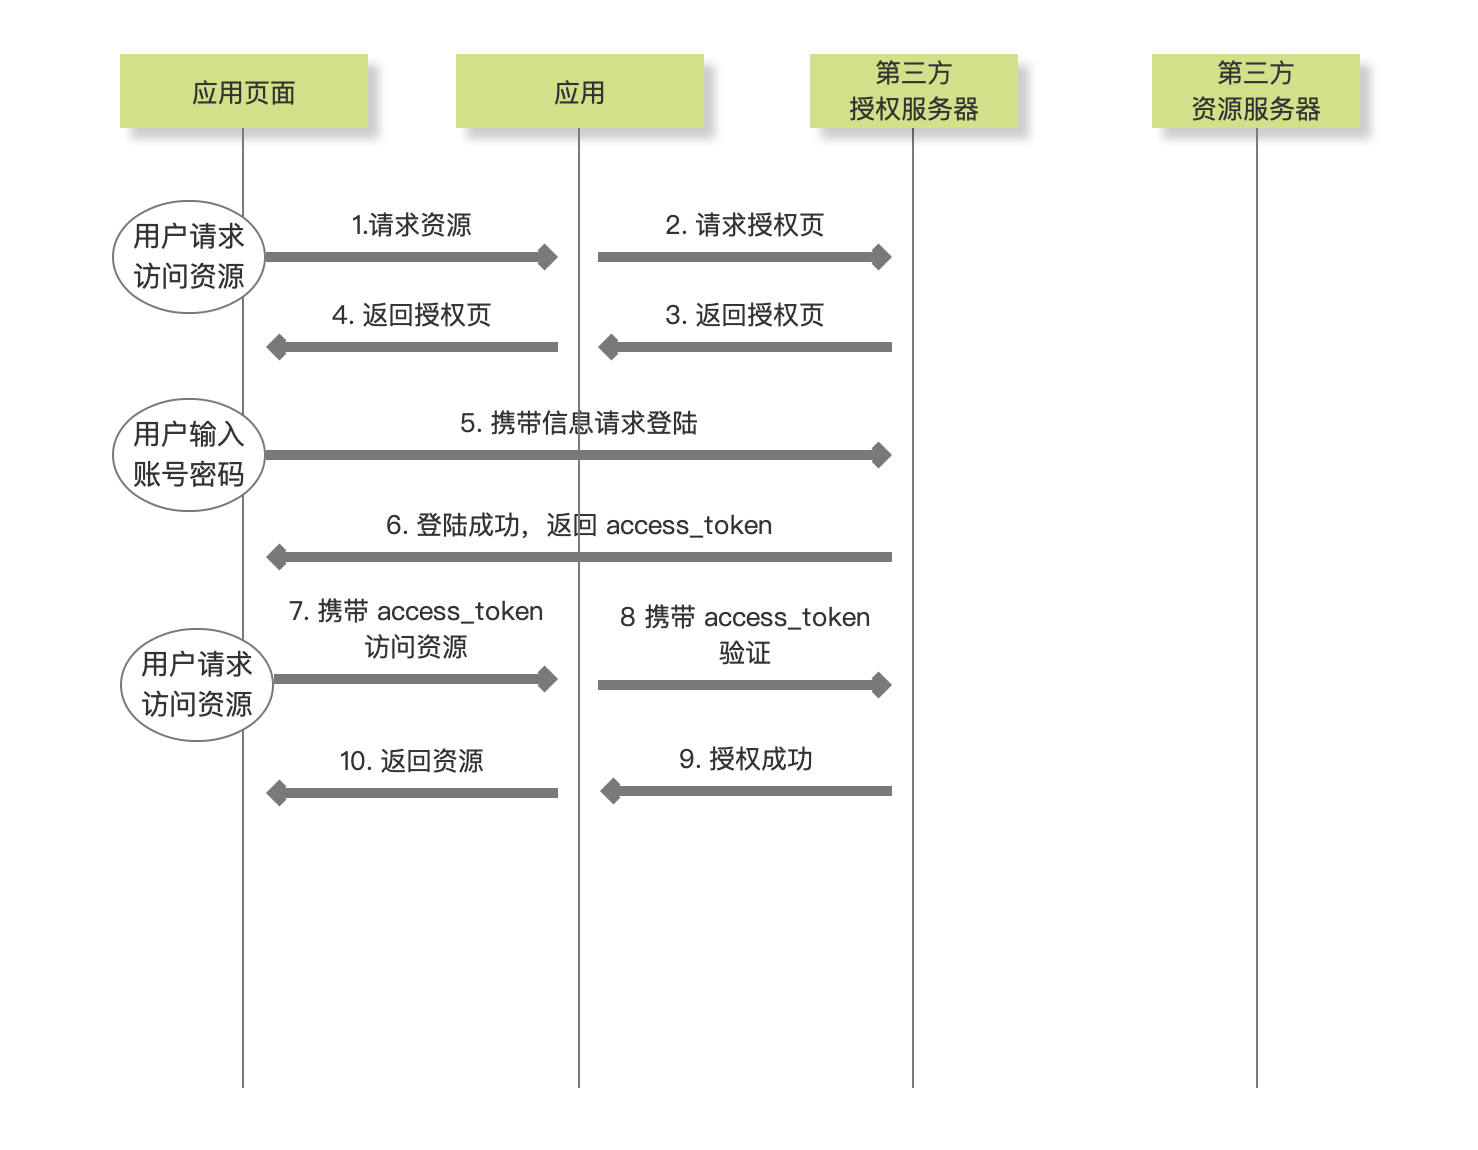 应用页面
应用
第三方
授权服务器
第三方
资源服务器
用户请求
访问资源
1.请求资源
2. 请求授权页
4. 返回授权页
3. 返回授权页
用户输入
账号密码
5. 携带信息请求登陆
6. 登陆成功，返回 access_token
7. 携带 access_token
访问资源
8 携带 access_token
验证
用户请求
访问资源
10. 返回资源
9. 授权成功